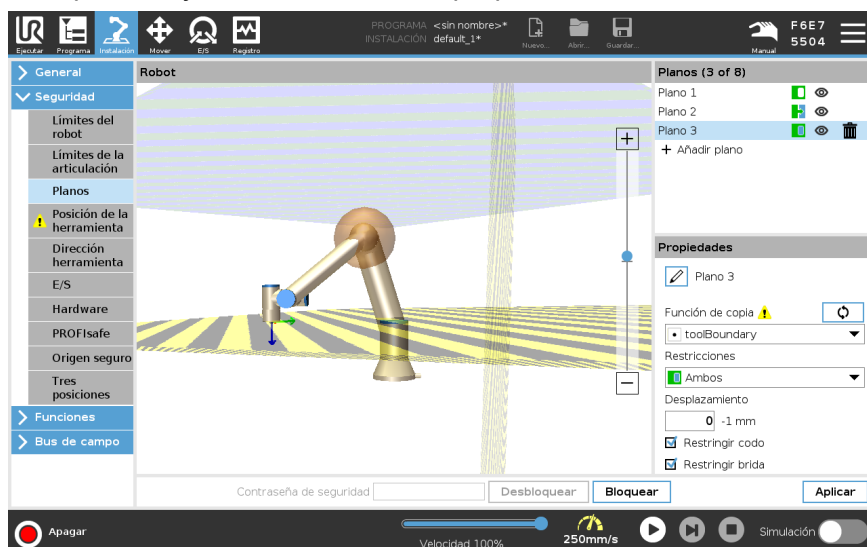 PROGRAMA <sin nombre>*
INSTALACIÓN default_1*
Ejecutar Programa Instalación Mover E/S Registro
Nuevo... Abrir... Guardar...
Manual
F6E7
5504
General
Seguridad
Límites del
robot
Límites de la
articulación
Planos
Posición de la
herramienta
Dirección
herramienta
E/S
Hardware
PROFIsafe
Origen seguro
Tres
posiciones
Funciones
Bus de campo
Robot
Planos (3 of 8)
Plano 1
Plano 2
Plano 3
+ Añadir plano
Propiedades
Plano 3
Función de copia
toolBoundary
Restricciones
Ambos
Desplazamiento
0 -1 mm
Restringir codo
Restringir brida
Contraseña de seguridad Desbloquear Bloquear Aplicar
Apagar
Velocidad 100%
250mm/s
Simulación